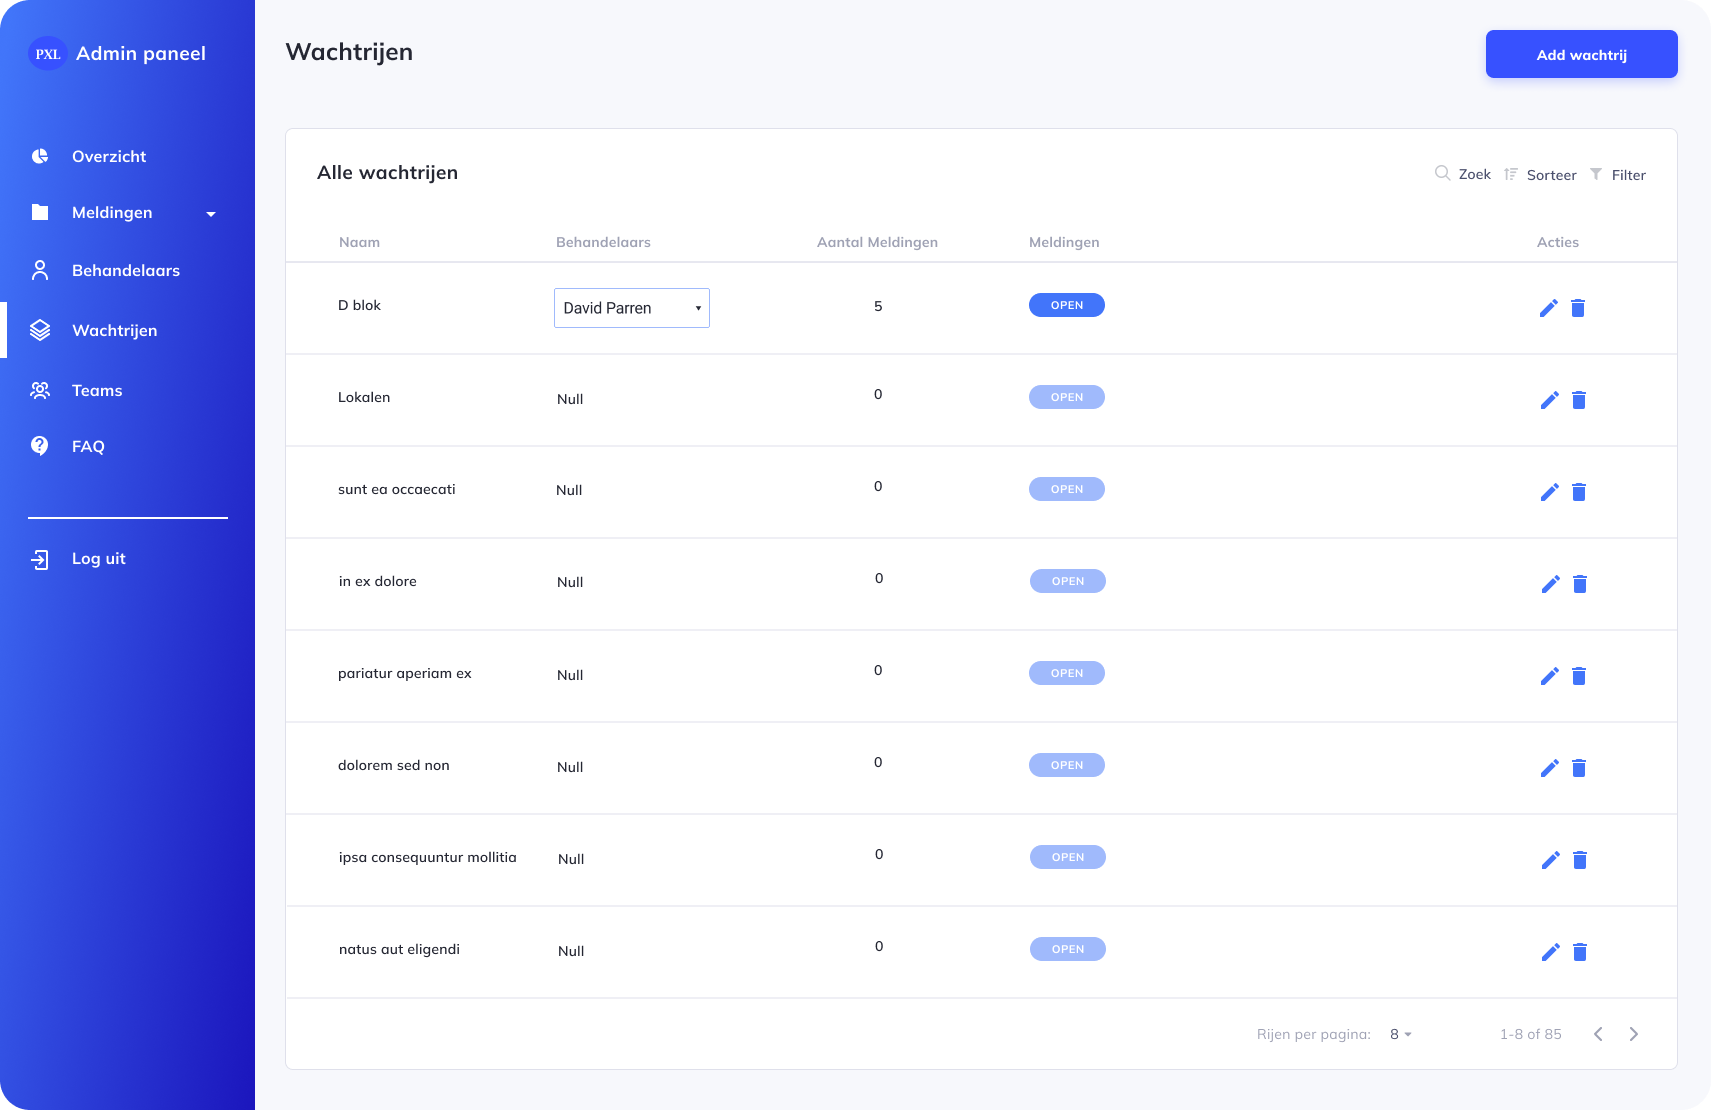 PXL Admin paneel
Overzicht
Meldingen
Behandelaars
Wachtrijen
Teams
FAQ
Log uit
Wachtrijen
Add wachtrij
Alle wachtrijen
Zoek Sorteer Filter
Naam Behandelaars Aantal Meldingen Meldingen Acties
D blok David Parren 5 OPEN
Lokalen Null 0 OPEN
sunt ea occaecati Null 0 OPEN
in ex dolore Null 0 OPEN
pariatur aperiam ex Null 0 OPEN
dolorem sed non Null 0 OPEN
ipsa consequuntur mollitia Null 0 OPEN
natus aut eligendi Null 0 OPEN
Rijen per pagina: 8 1-8 of 85